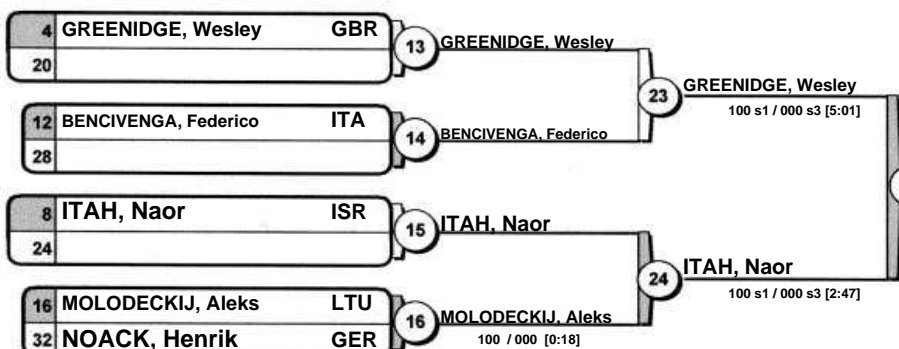 4 GREENIDGE, Wesley GBR
20
13 GREENIDGE, Wesley
12 BENCIVENGA, Federico ITA
28
14 BENCIVENGA, Federico
23 GREENIDGE, Wesley
100 s1 / 000 s3 [5:01]
8 ITAH, Naor ISR
24
15 ITAH, Naor
16 MOLODECKIJ, Aleks LTU
32 NOACK, Henrik GER
16 MOLODECKIJ, Aleks
100 / 000 [0:18]
24 ITAH, Naor
100 s1 / 000 s3 [2:47]